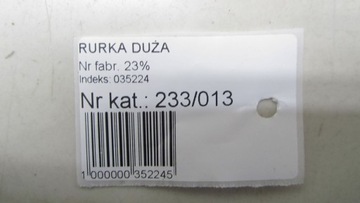 RURKA DUŻA
Nr fabr. 23%
Indeks: 035224
Nr kat.: 233/013
1 000000 352245